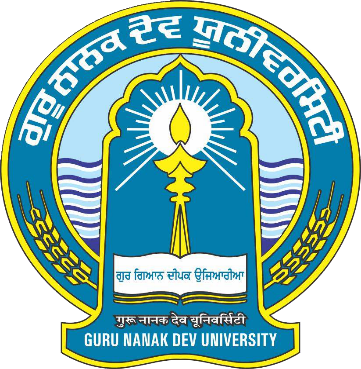 ਗੁਰੂ ਨਾਨਕ ਦੇਵ ਯੂਨੀਵਰਸਿਟੀ
ਗੁਰ ਗਿਆਨ ਦੀਪਕ ਉਜਿਆਰੀਆ
गुरू नानक देव यूनिवर्सिटी
GURU NANAK DEV UNIVERSITY